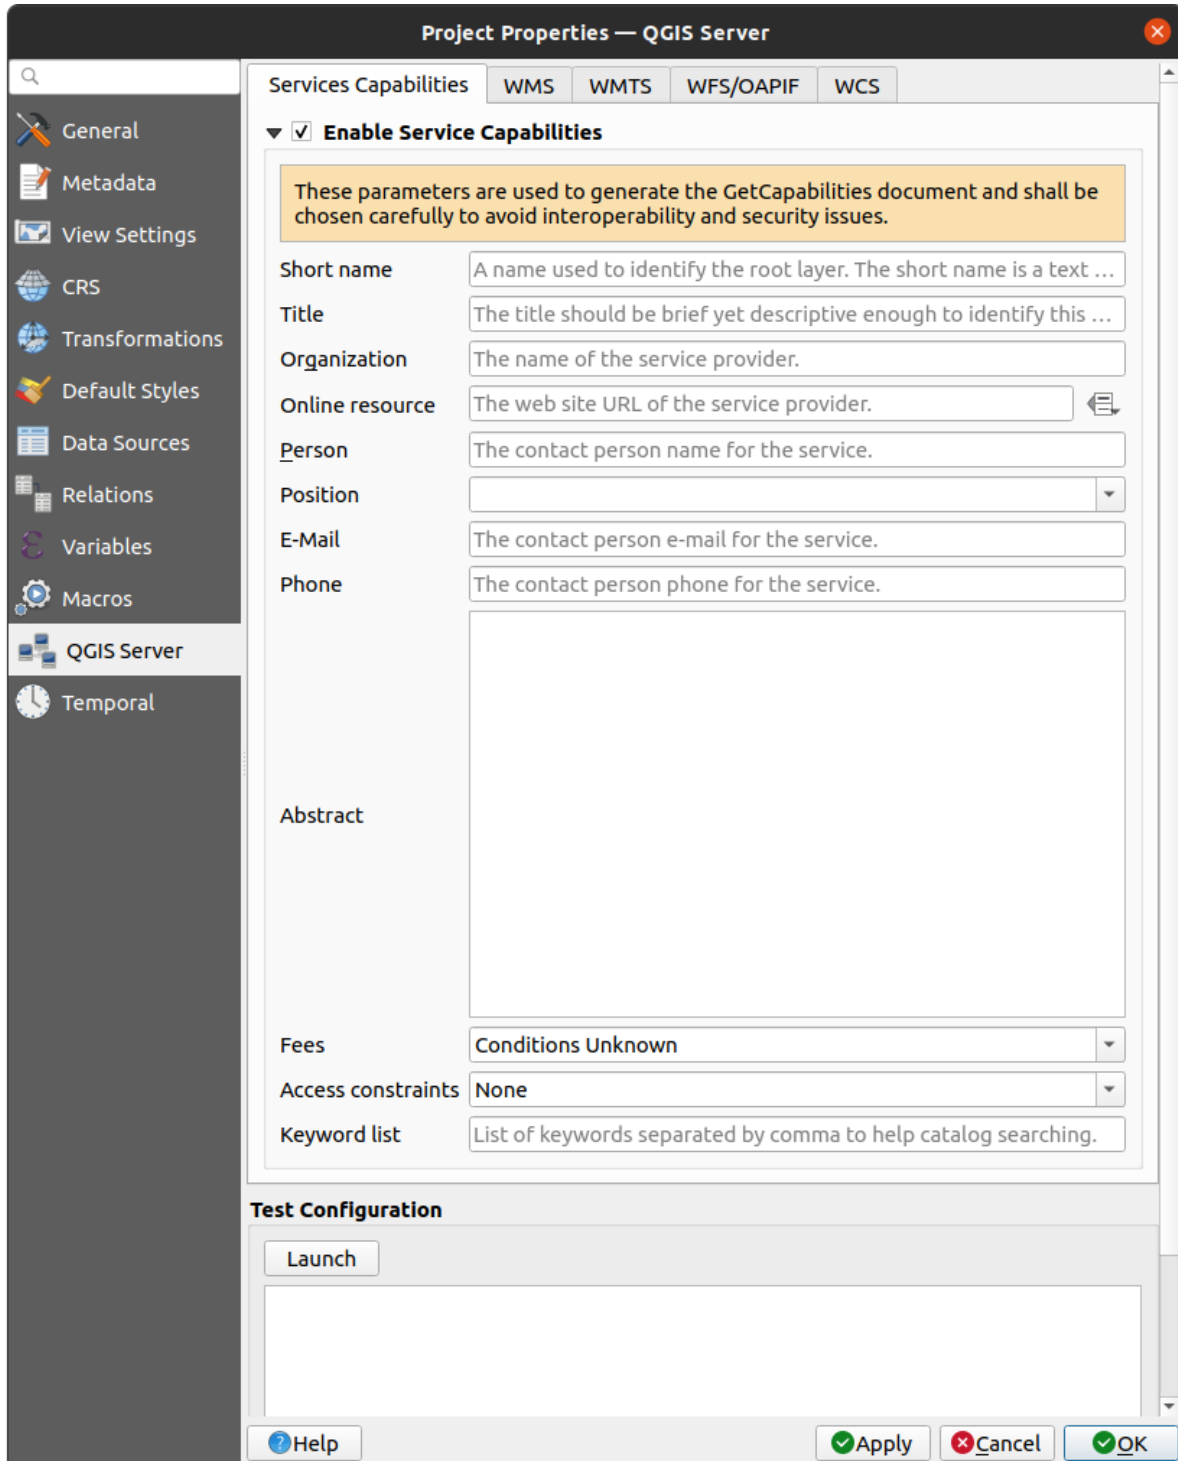 Project Properties — QGIS Server
General
Metadata
View Settings
CRS
Transformations
Default Styles
Data Sources
Relations
Variables
Macros
QGIS Server
Temporal
Services Capabilities WMS WMTS WFS/OAPIF WCS
Enable Service Capabilities
These parameters are used to generate the GetCapabilities document and shall be
chosen carefully to avoid interoperability and security issues.
Short name A name used to identify the root layer. The short name is a text …
Title The title should be brief yet descriptive enough to identify this …
Organization The name of the service provider.
Online resource The web site URL of the service provider.
Person The contact person name for the service.
Position
E-Mail The contact person e-mail for the service.
Phone The contact person phone for the service.
Abstract
Fees Conditions Unknown
Access constraints None
Keyword list List of keywords separated by comma to help catalog searching.
Test Configuration
Launch
Help Apply Cancel OK